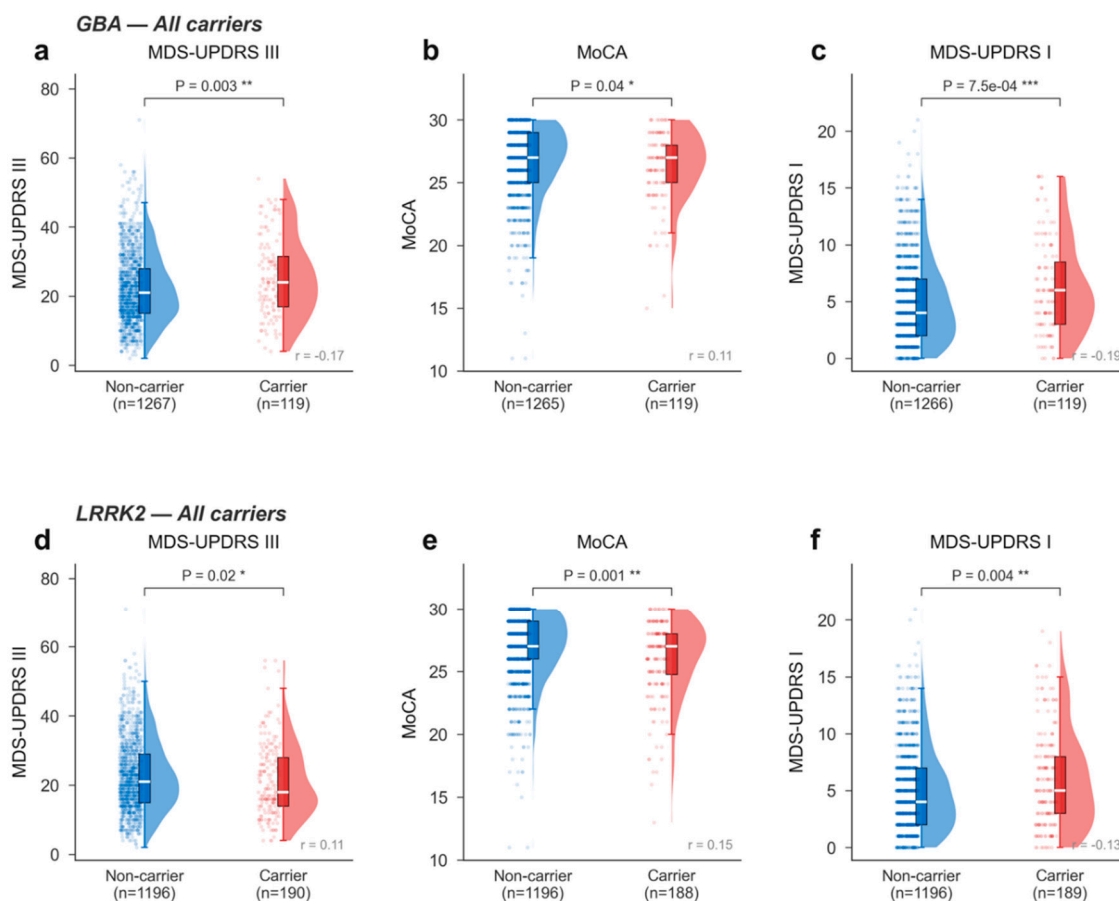 GBA — All carriers
a
MDS-UPDRS III
b
MoCA
c
MDS-UPDRS I
P = 0.003 **
P = 0.04 *
P = 7.5e-04 ***
MDS-UPDRS III
80
60
40
20
0
r = -0.17
Non-carrier
(n=1267)
Carrier
(n=119)
MoCA
30
25
20
15
10
r = 0.11
Non-carrier
(n=1265)
Carrier
(n=119)
MDS-UPDRS I
20
15
10
5
0
r = -0.19
Non-carrier
(n=1266)
Carrier
(n=119)
LRRK2 — All carriers
d
MDS-UPDRS III
e
MoCA
f
MDS-UPDRS I
P = 0.02 *
P = 0.001 **
P = 0.004 **
MDS-UPDRS III
80
60
40
20
0
r = 0.11
Non-carrier
(n=1196)
Carrier
(n=190)
MoCA
30
25
20
15
10
r = 0.15
Non-carrier
(n=1196)
Carrier
(n=188)
MDS-UPDRS I
20
15
10
5
0
r = -0.13
Non-carrier
(n=1196)
Carrier
(n=189)